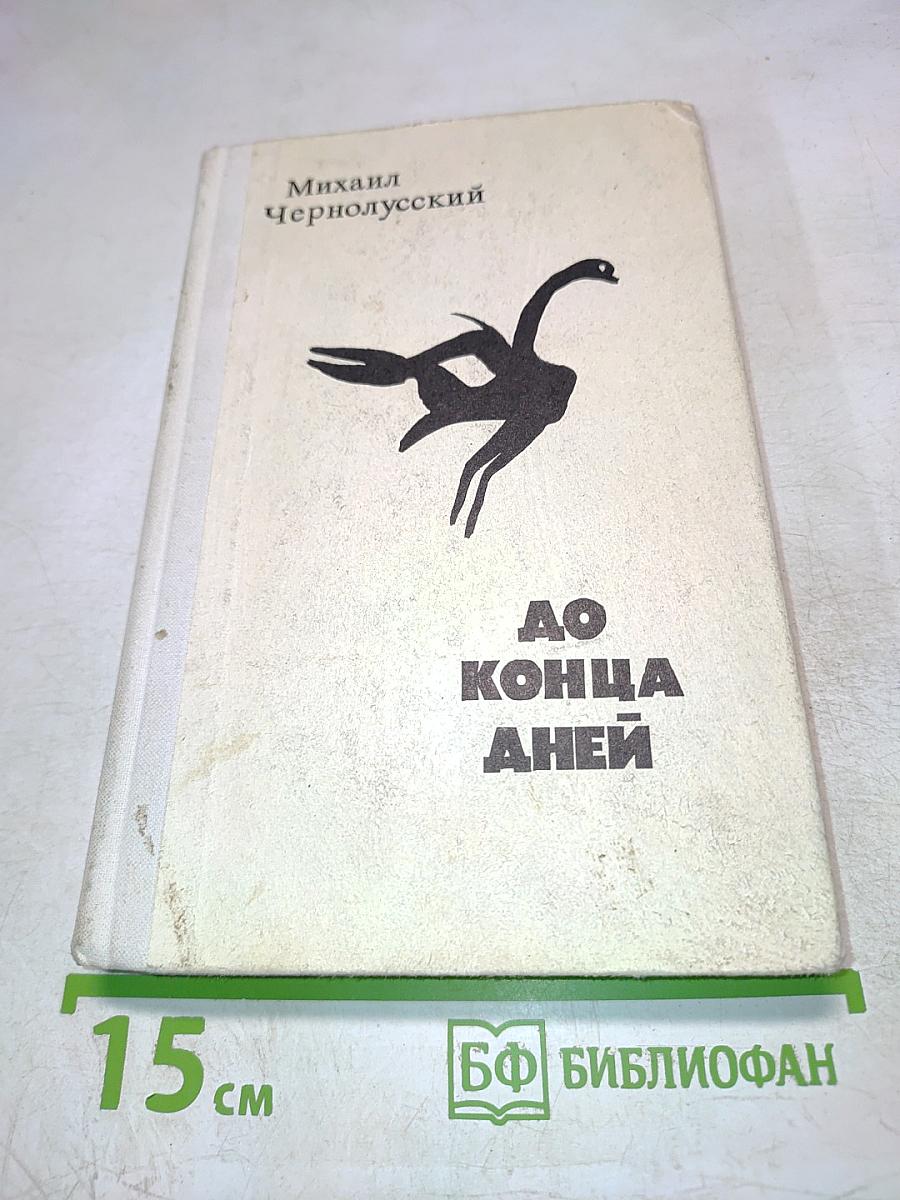 Михаил
Чернолусский
ДО
КОНЦА
ДНЕЙ
15 см
БФ БИБЛИОФАН